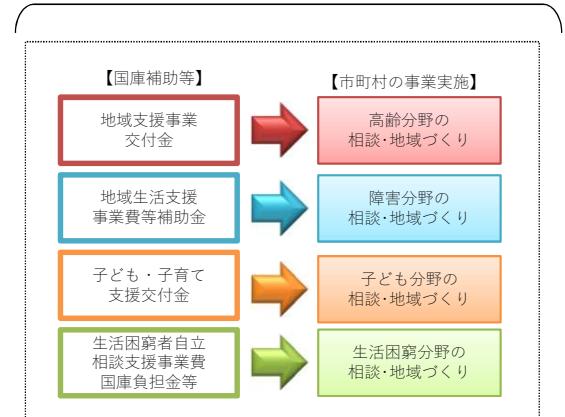 【国庫補助等】
【市町村の事業実施】
地域支援事業
交付金
高齢分野の
相談・地域づくり
地域生活支援
事業費等補助金
障害分野の
相談・地域づくり
子ども・子育て
支援交付金
子ども分野の
相談・地域づくり
生活困窮者自立
相談支援事業費
国庫負担金等
生活困窮分野の
相談・地域づくり